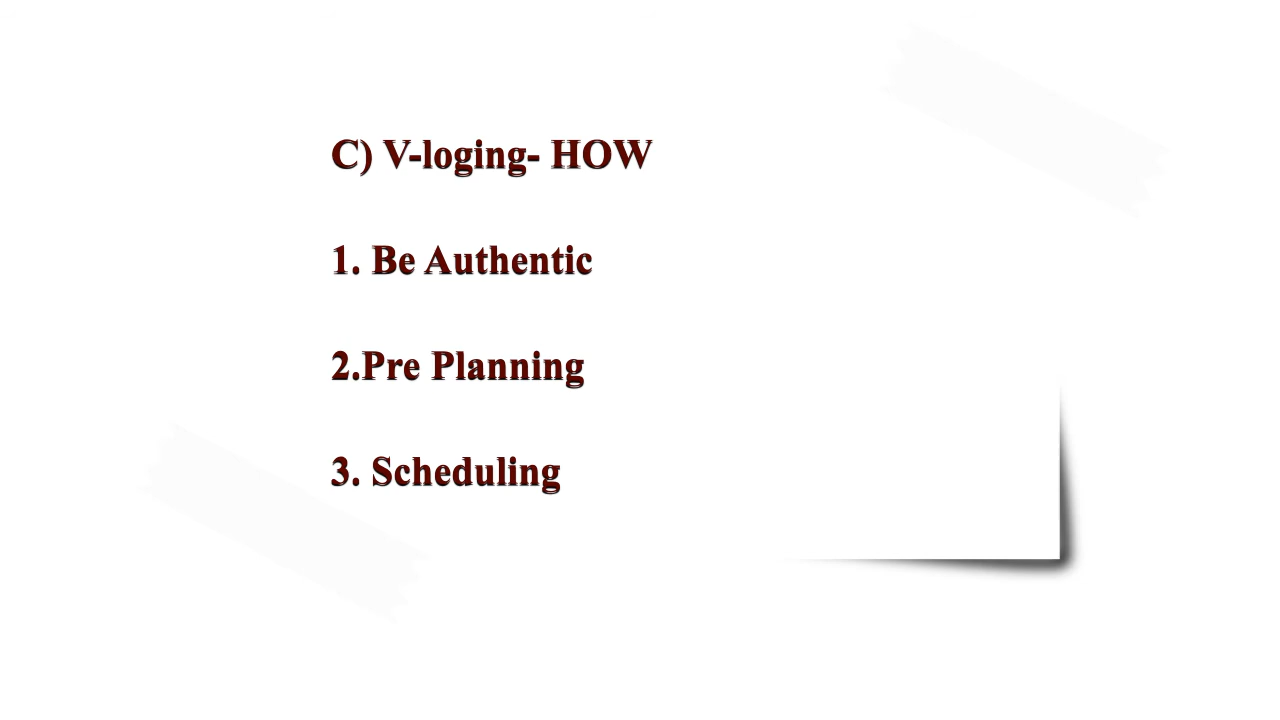 C) V-loging- HOW
1. Be Authentic
2.Pre Planning
3. Scheduling